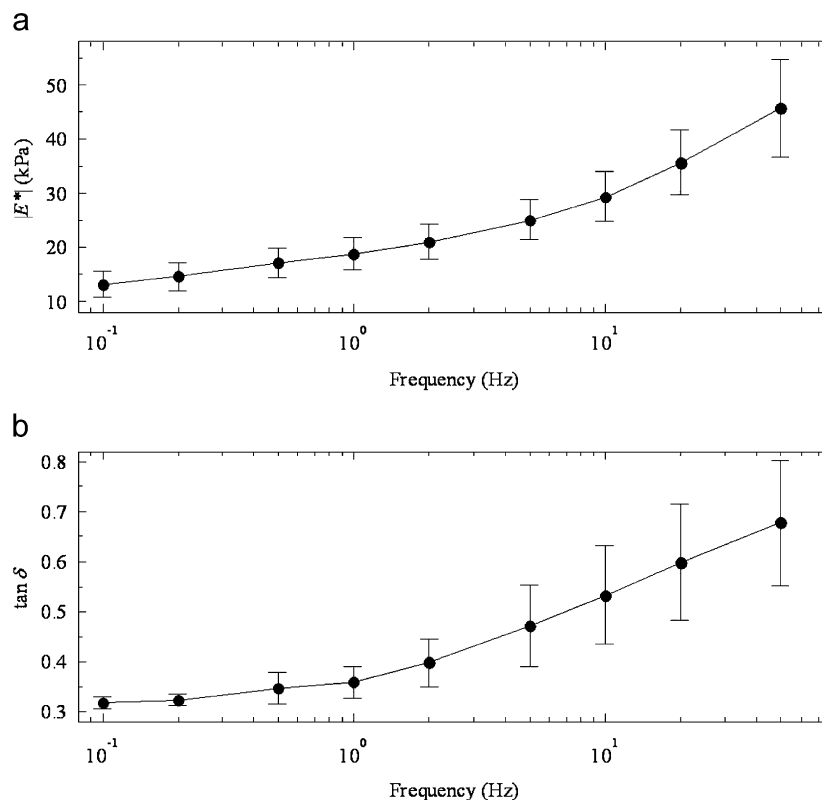 a
50
40
30
20
10
|E*| (kPa)
10⁻¹ 10⁰ 10¹
Frequency (Hz)
b
0.8
0.7
0.6
0.5
0.4
0.3
tan δ
10⁻¹ 10⁰ 10¹
Frequency (Hz)